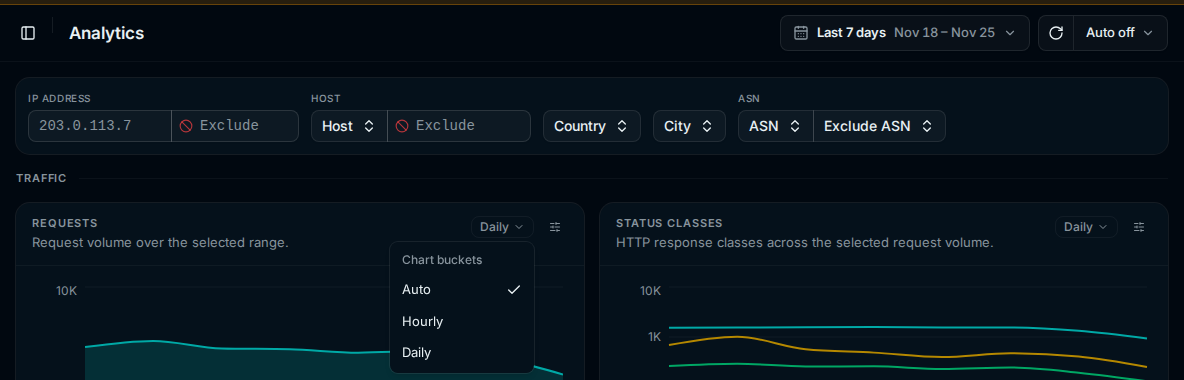 Analytics
Last 7 days Nov 18 – Nov 25
Auto off
IP ADDRESS
HOST
ASN
203.0.113.7
Exclude
Host
Exclude
Country
City
ASN
Exclude ASN
TRAFFIC
REQUESTS
Request volume over the selected range.
Daily
Chart buckets
Auto
Hourly
Daily
10K
STATUS CLASSES
HTTP response classes across the selected request volume.
Daily
10K
1K